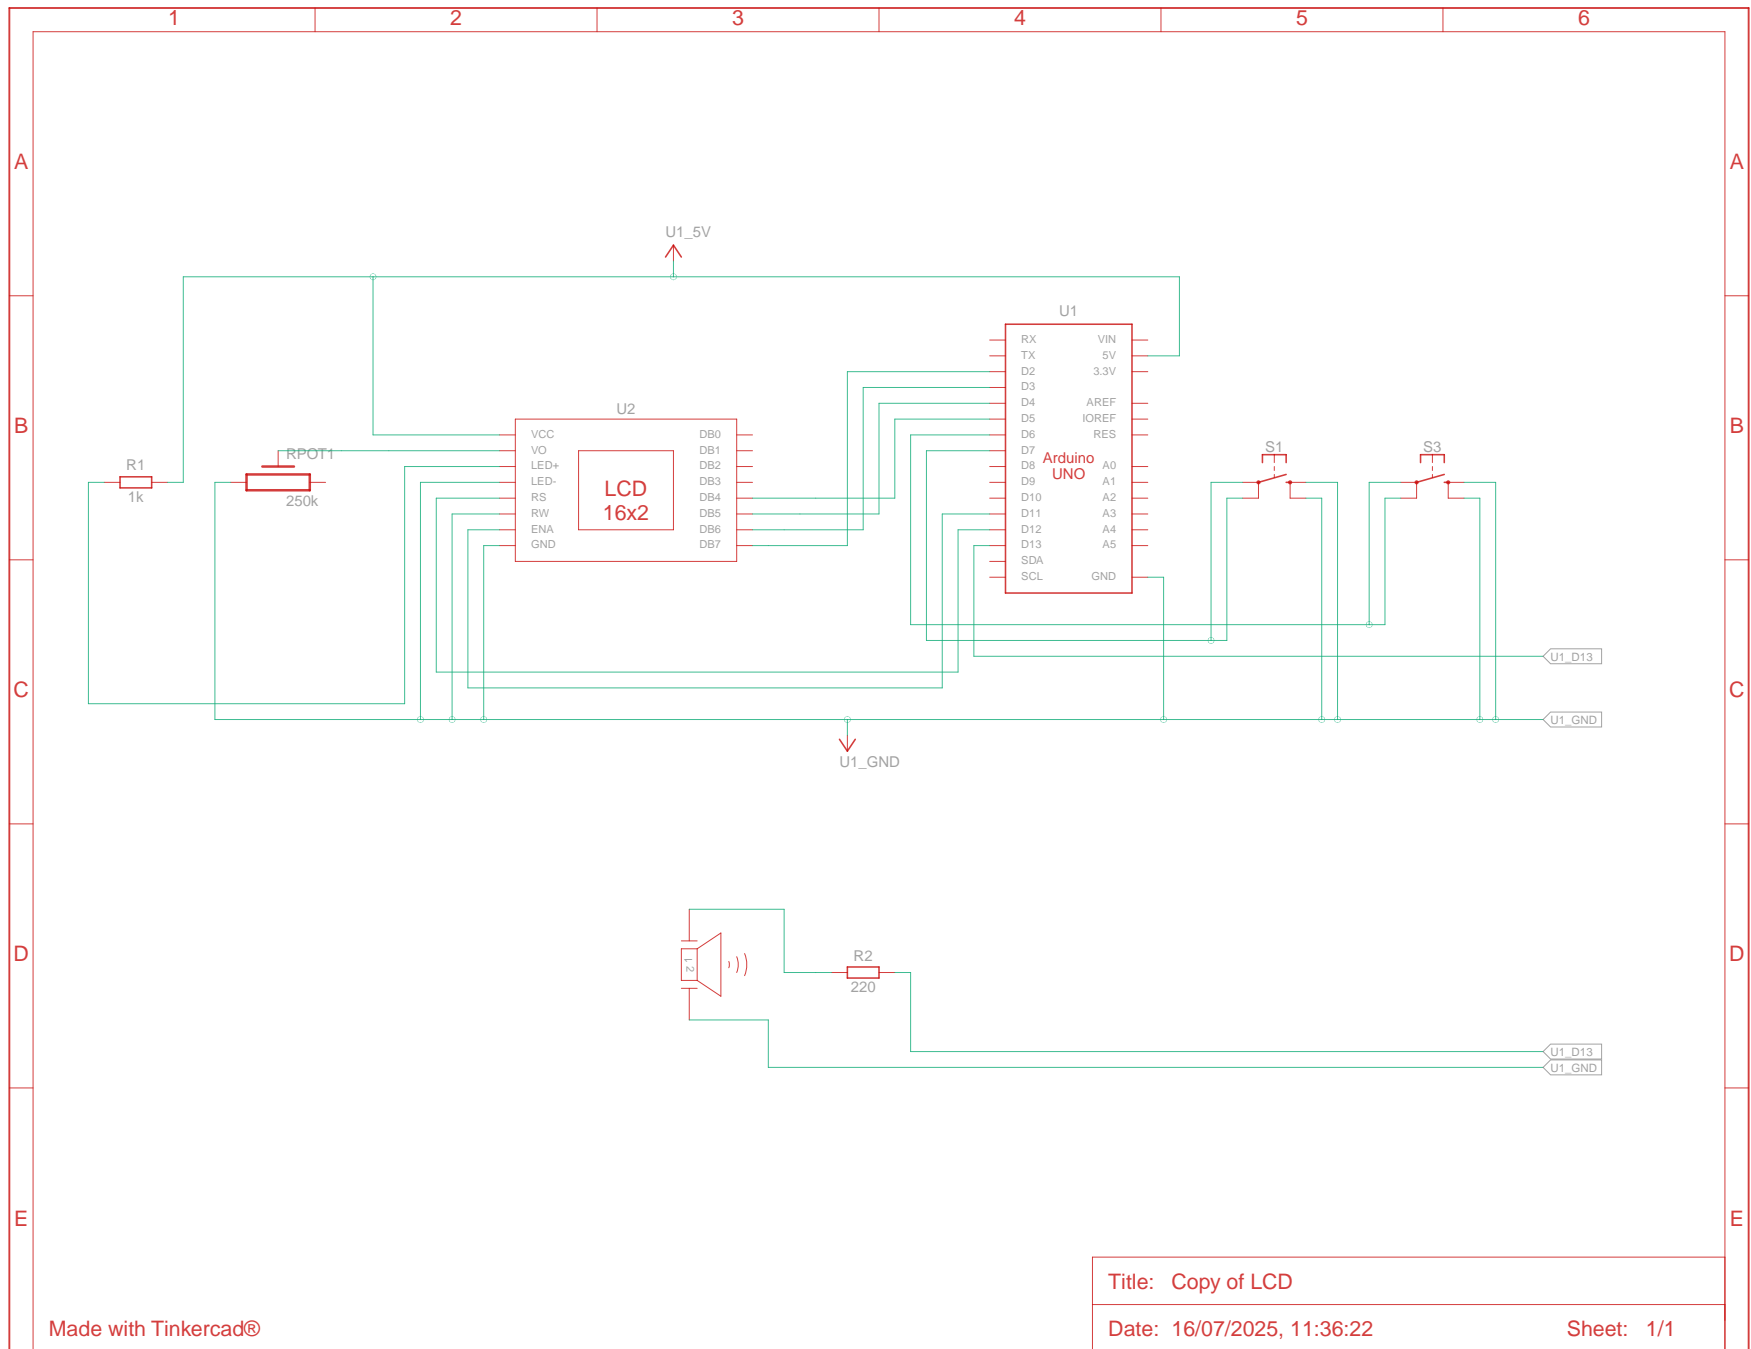 1 2 3 4 5 6
A A
U1_5V
U1
RX VIN
TX 5V
D2 3.3V
D3
D4 AREF
D5 IOREF
D6 RES
D7
D8 A0
D9 A1
D10 A2
D11 A3
D12 A4
D13 A5
SDA
SCL GND
Arduino
UNO
B B
U2
VCC DB0
VO DB1
LED+ DB2
LED- DB3
RS DB4
RW DB5
ENA DB6
GND DB7
LCD
16x2
R1
1k
RPOT1
250k
S1
S3
U1_D13
C C
U1_GND
U1_GND
D D
1 2
R2
220
U1_D13
U1_GND
E E
Title: Copy of LCD
Made with Tinkercad®
Date: 16/07/2025, 11:36:22 Sheet: 1/1